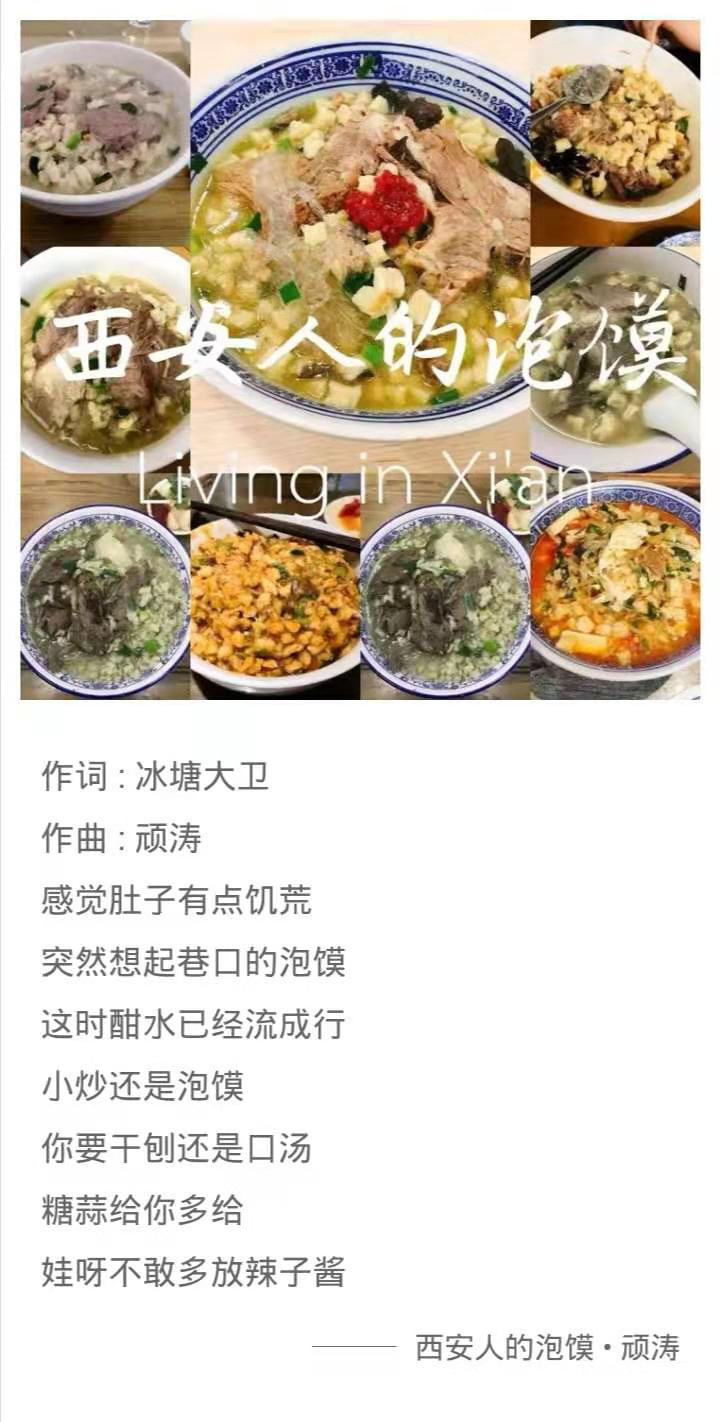 西安人的泡馍
Living in Xi'an
作词 : 冰塘大卫
作曲 : 顽涛
感觉肚子有点饥荒
突然想起巷口的泡馍
这时酣水已经流成行
小炒还是泡馍
你要干刨还是口汤
糖蒜给你多给
娃呀不敢多放辣子酱
—— 西安人的泡馍 • 顽涛